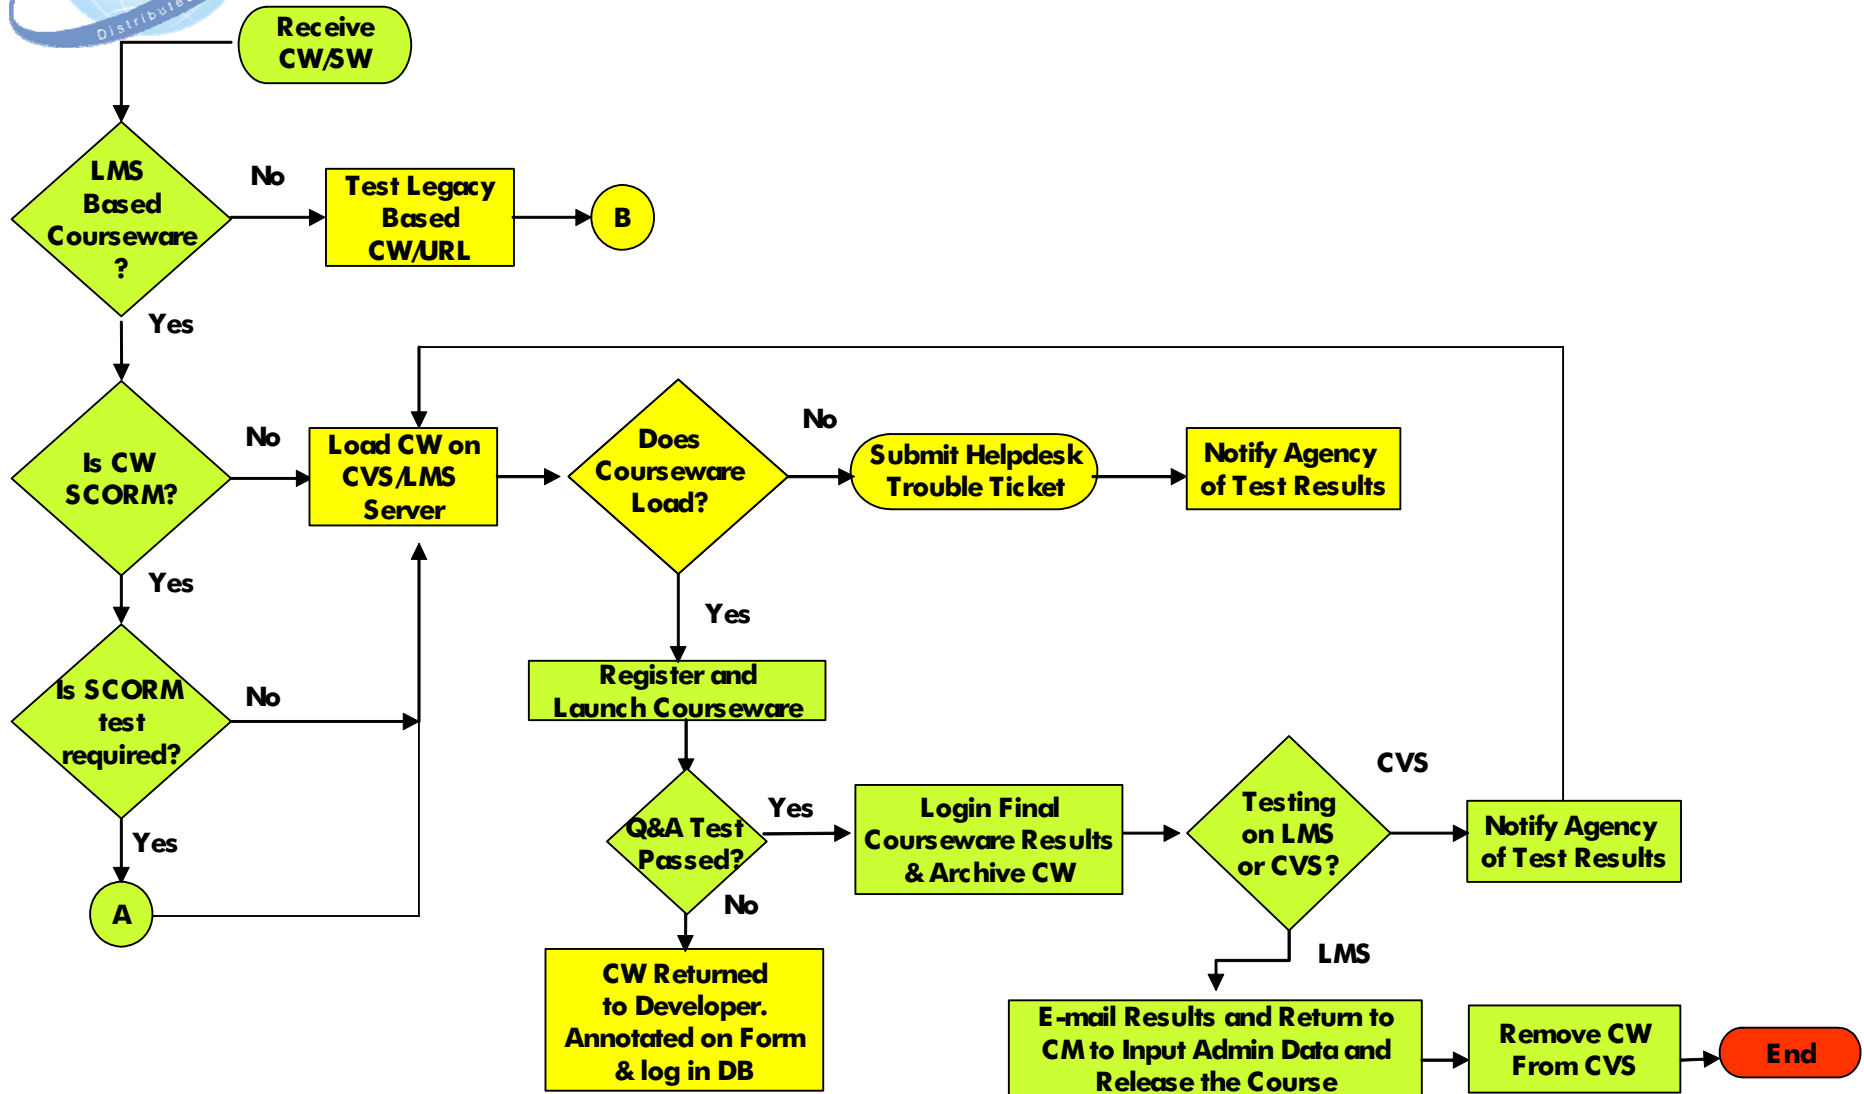 Distributed
Receive
CW/SW
LMS
Based
Courseware
?
No
Test Legacy
Based
CW/URL
B
Yes
Is CW
SCORM?
No
Load CW on
CVS/LMS
Server
Does
Courseware
Load?
No
Submit Helpdesk
Trouble Ticket
Notify Agency
of Test Results
Yes
Is SCORM
test
required?
No
Yes
Register and
Launch Courseware
Yes
A
Q&A Test
Passed?
Yes
Login Final
Courseware Results
& Archive CW
Testing
on LMS
or CVS?
CVS
Notify Agency
of Test Results
No
CW Returned
to Developer.
Annotated on Form
& log in DB
LMS
E-mail Results and Return to
CM to Input Admin Data and
Release the Course
Remove CW
From CVS
End